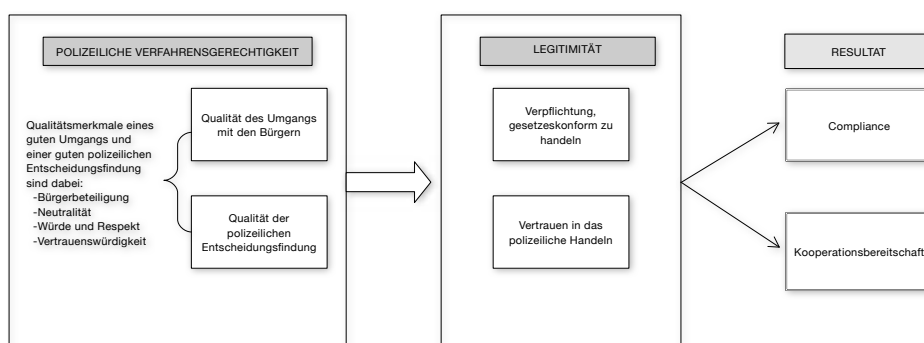 POLIZEILICHE VERFAHRENSGERECHTIGKEIT
Qualitätsmerkmale eines
guten Umgangs und
einer guten polizeilichen
Entscheidungsfindung
sind dabei:
-Bürgerbeteiligung
-Neutralität
-Würde und Respekt
-Vertrauenswürdigkeit
Qualität des Umgangs
mit den Bürgern
Qualität der
polizeilichen
Entscheidungsfindung
LEGITIMITÄT
Verpflichtung,
gesetzeskonform zu
handeln
Vertrauen in das
polizeiliche Handeln
RESULTAT
Compliance
Kooperationsbereitschaft